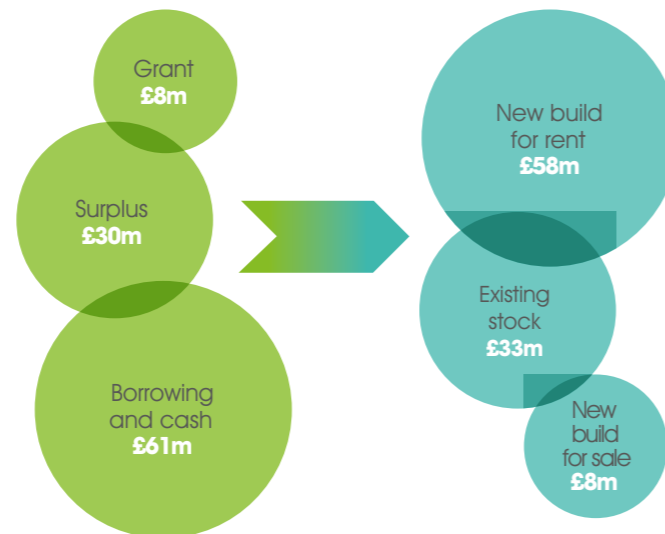 Grant
£8m
Surplus
£30m
Borrowing
and cash
£61m
New build
for rent
£58m
Existing
stock
£33m
New
build
for sale
£8m